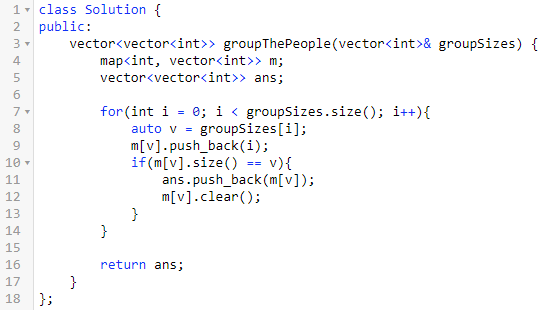 1 class Solution {
2 public:
3     vector<vector<int>> groupThePeople(vector<int>& groupSizes) {
4         map<int, vector<int>> m;
5         vector<vector<int>> ans;
6
7         for(int i = 0; i < groupSizes.size(); i++){
8             auto v = groupSizes[i];
9             m[v].push_back(i);
10             if(m[v].size() == v){
11                 ans.push_back(m[v]);
12                 m[v].clear();
13             }
14         }
15
16         return ans;
17     }
18 };